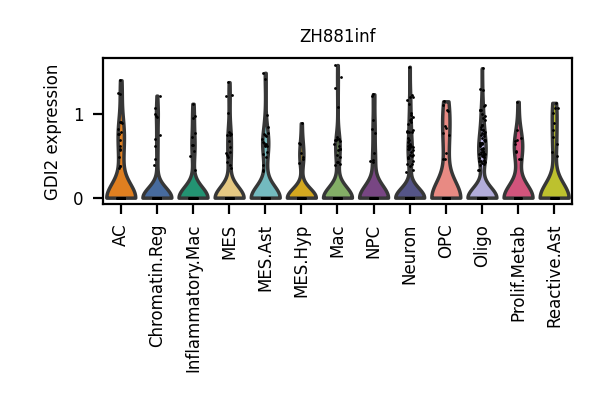 ZH881inf
GDI2 expression
1
0
AC
Chromatin.Reg
Inflammatory.Mac
MES
MES.Ast
MES.Hyp
Mac
NPC
Neuron
OPC
Oligo
Prolif.Metab
Reactive.Ast